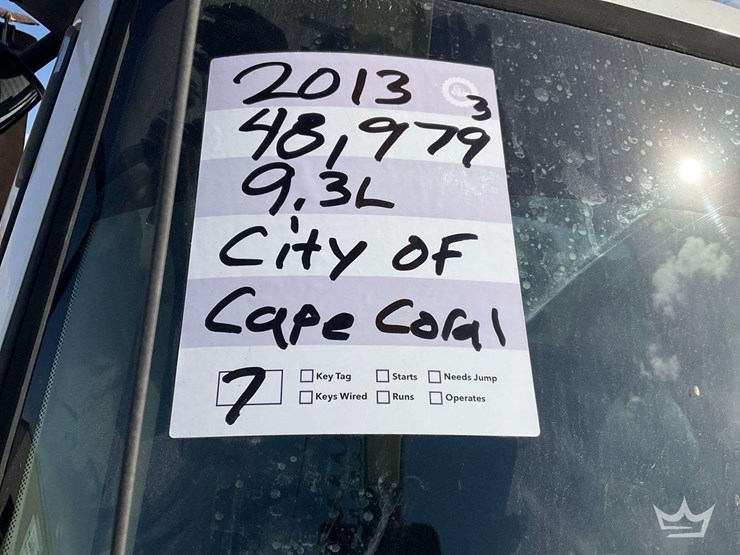 2013
48,979 3
9.3L
City OF
Cape Coral
7
Key Tag Starts Needs Jump
Keys Wired Runs Operates